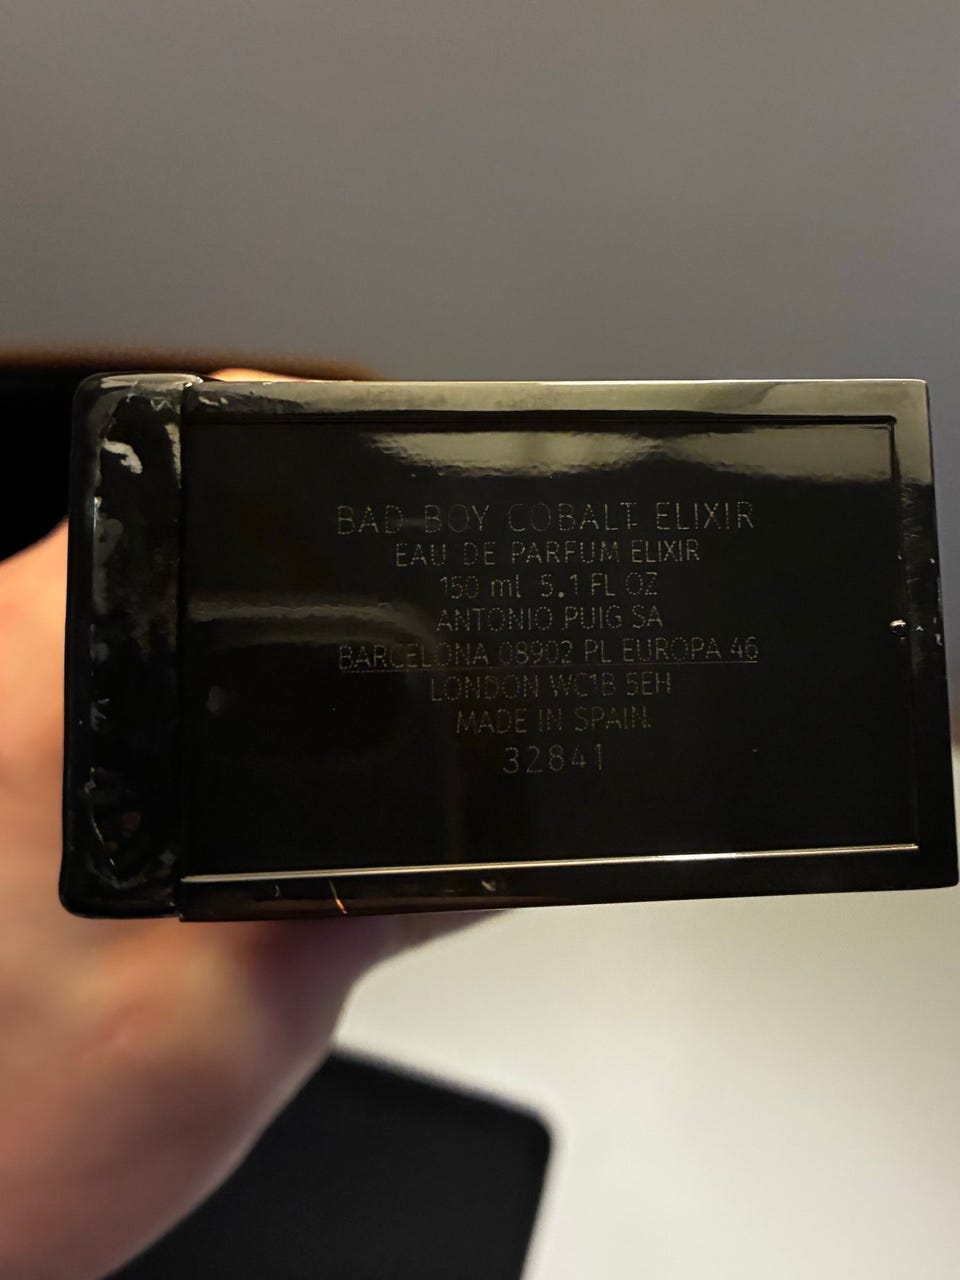 BAD BOY COBALT ELIXIR
EAU DE PARFUM ELIXIR
150 ml 5.1 FL OZ
ANTONIO PUIG SA
BARCELONA 08902 PL EUROPA 46
LONDON WC1B 5EH
MADE IN SPAIN
32841